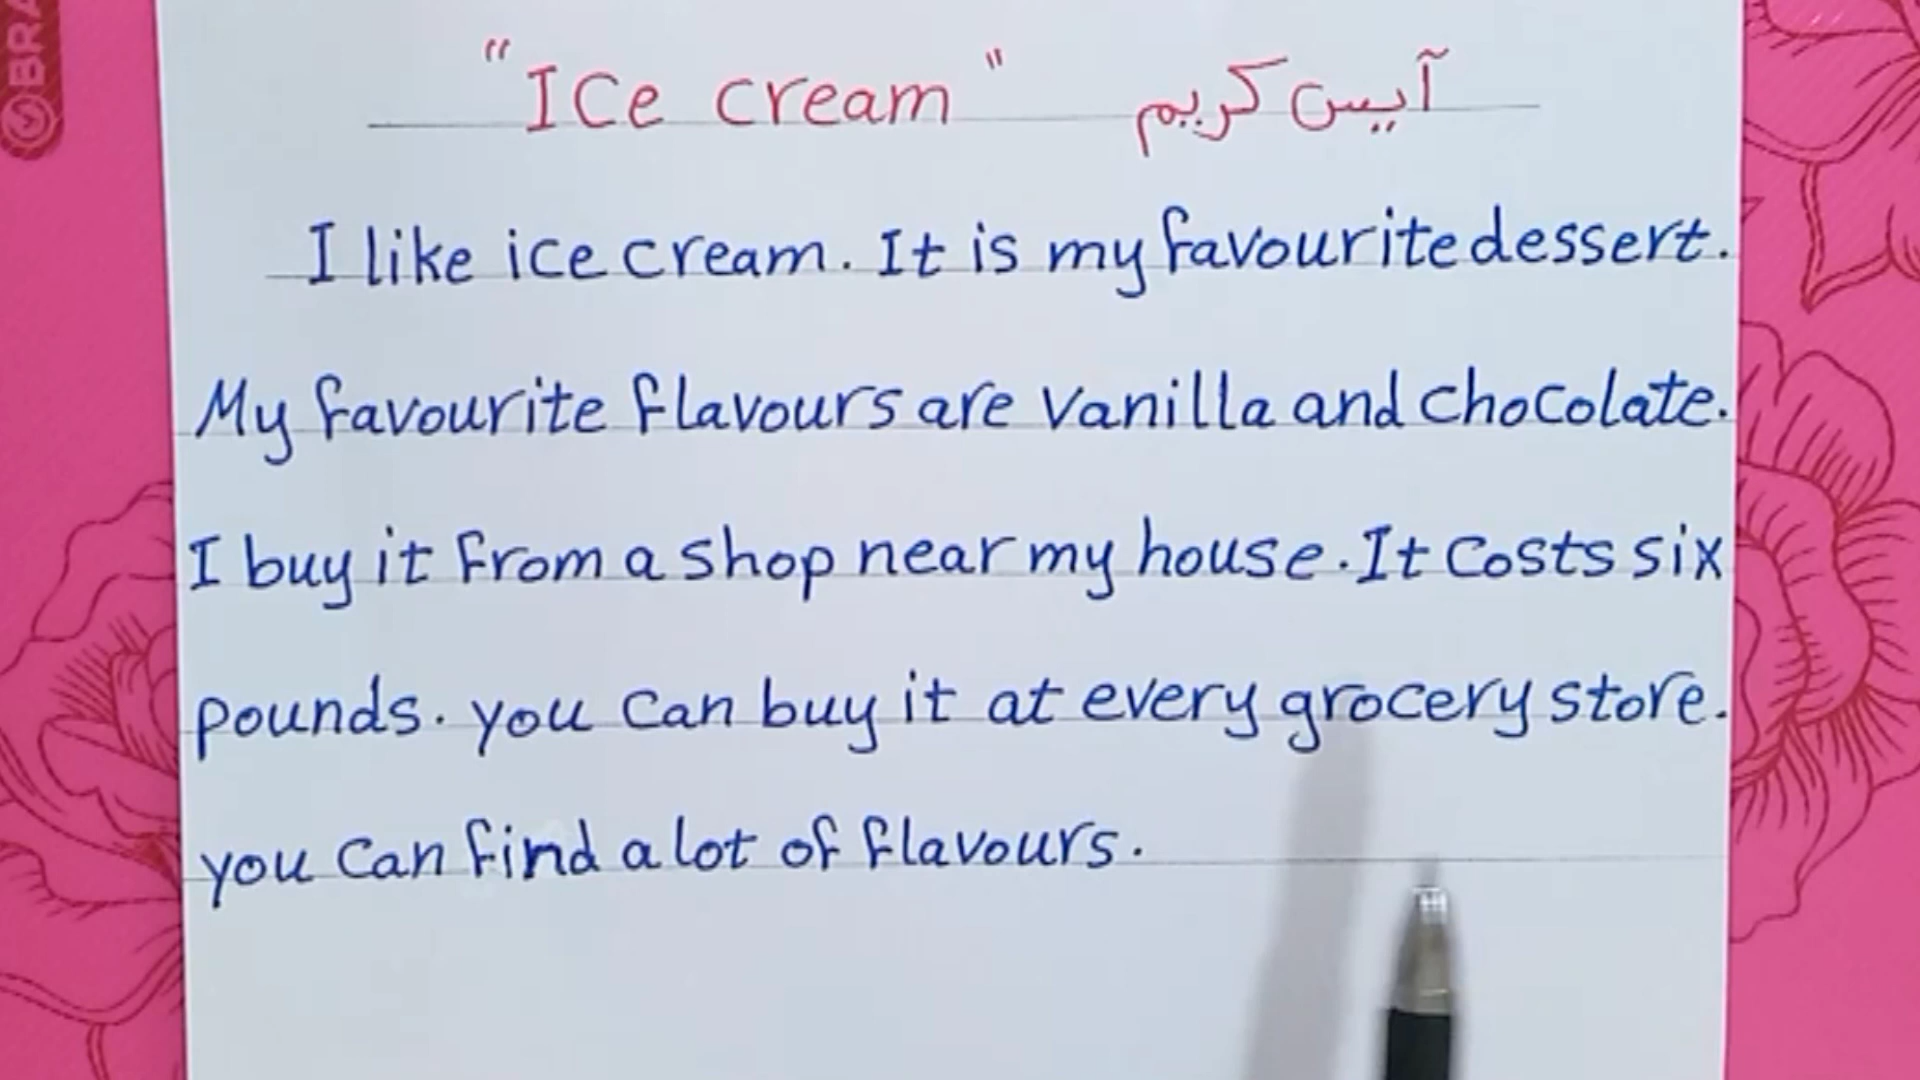 "Ice cream" آيس كريم
I like ice cream. It is my favourite dessert.
My favourite flavours are vanilla and chocolate.
I buy it from a shop near my house. It costs six
pounds. you can buy it at every grocery store.
you can find a lot of flavours.